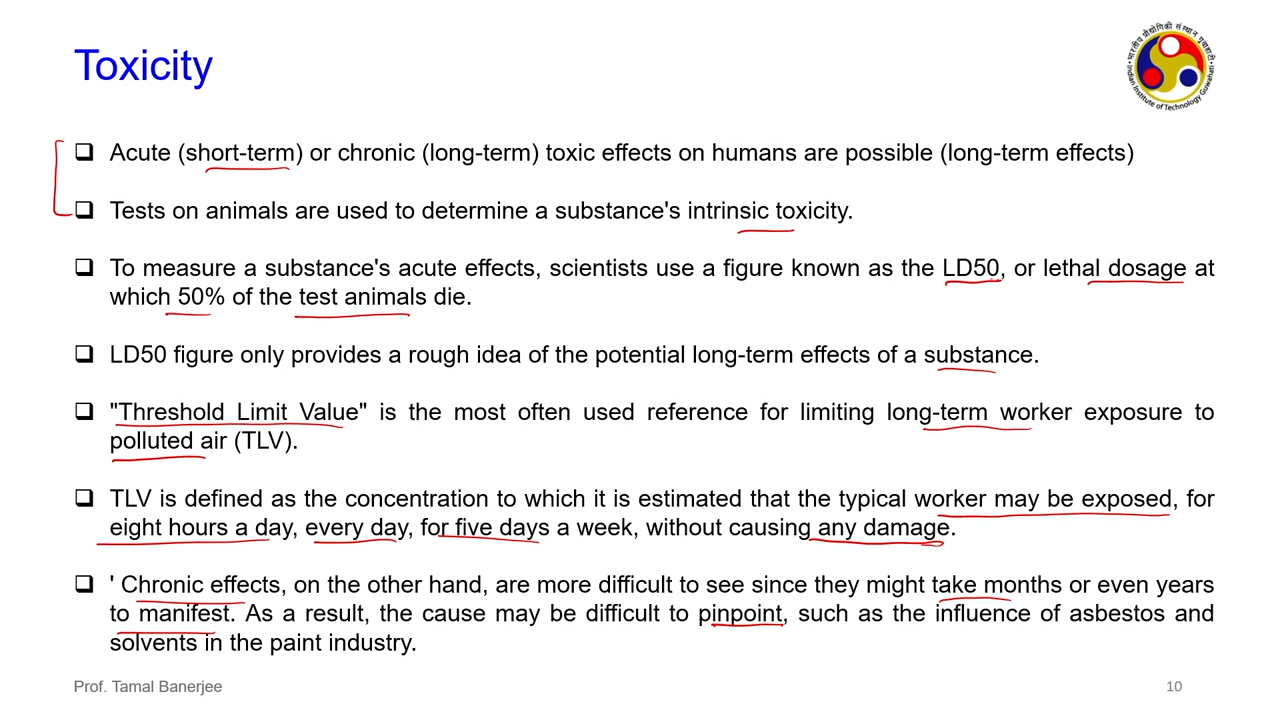 Toxicity
भारतीय प्रौद्योगिकी संस्थान गुवाहाटी
Indian Institute of Technology Guwahati
❑ Acute (short-term) or chronic (long-term) toxic effects on humans are possible (long-term effects)
❑ Tests on animals are used to determine a substance's intrinsic toxicity.
❑ To measure a substance's acute effects, scientists use a figure known as the LD50, or lethal dosage at
which 50% of the test animals die.
❑ LD50 figure only provides a rough idea of the potential long-term effects of a substance.
❑ "Threshold Limit Value" is the most often used reference for limiting long-term worker exposure to
polluted air (TLV).
❑ TLV is defined as the concentration to which it is estimated that the typical worker may be exposed, for
eight hours a day, every day, for five days a week, without causing any damage.
❑ ' Chronic effects, on the other hand, are more difficult to see since they might take months or even years
to manifest. As a result, the cause may be difficult to pinpoint, such as the influence of asbestos and
solvents in the paint industry.
Prof. Tamal Banerjee
10